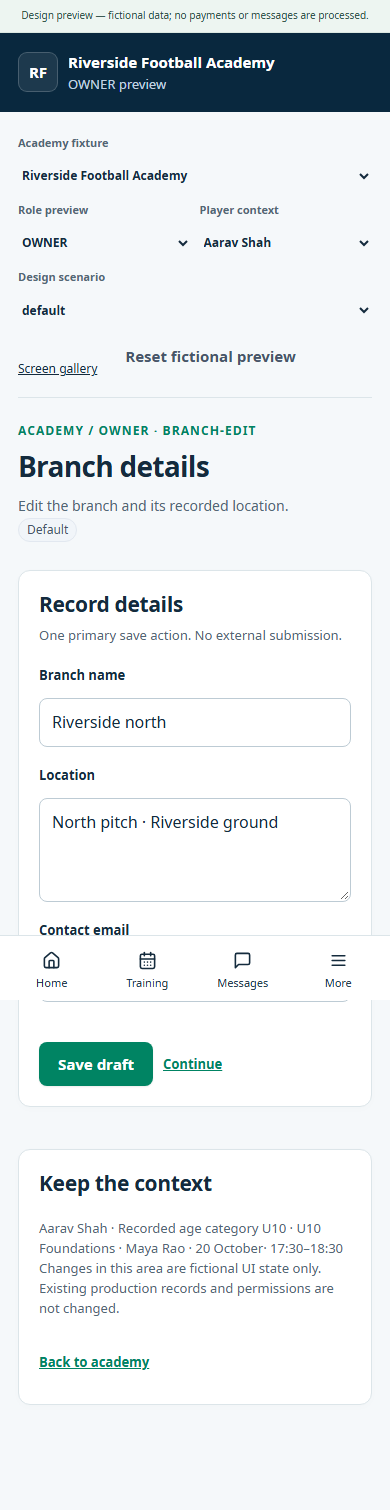 Design preview — fictional data; no payments or messages are processed.
RF
Riverside Football Academy
OWNER preview
Academy fixture
Riverside Football Academy
Role preview
Player context
OWNER
Aarav Shah
Design scenario
default
Screen gallery
Reset fictional preview
ACADEMY / OWNER · BRANCH-EDIT
Branch details
Edit the branch and its recorded location.
Default
Record details
One primary save action. No external submission.
Branch name
Riverside north
Location
North pitch · Riverside ground
Contact email
Home
Training
Messages
More
Save draft
Continue
Keep the context
Aarav Shah · Recorded age category U10 · U10
Foundations · Maya Rao · 20 October· 17:30–18:30
Changes in this area are fictional UI state only.
Existing production records and permissions are
not changed.
Back to academy